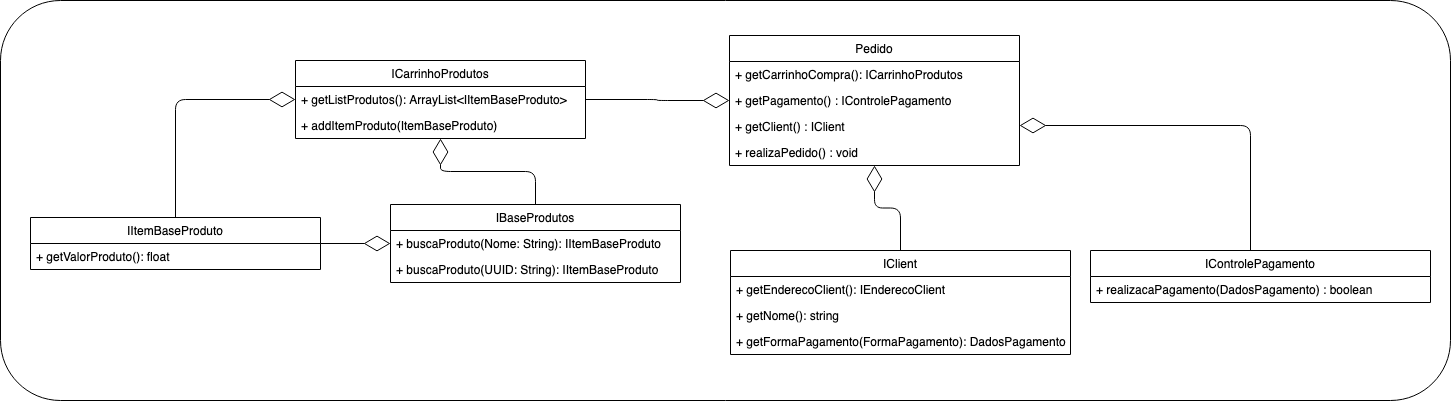 ICarrinhoProdutos
+ getListProdutos(): ArrayList<IItemBaseProduto>
+ addItemProduto(ItemBaseProduto)
Pedido
+ getCarrinhoCompra(): ICarrinhoProdutos
+ getPagamento() : IControlePagamento
+ getClient() : IClient
+ realizaPedido() : void
IItemBaseProduto
+ getValorProduto(): float
IBaseProdutos
+ buscaProduto(Nome: String): IItemBaseProduto
+ buscaProduto(UUID: String): IItemBaseProduto
IClient
+ getEnderecoClient(): IEnderecoClient
+ getNome(): string
+ getFormaPagamento(FormaPagamento): DadosPagamento
IControlePagamento
+ realizacaPagamento(DadosPagamento) : boolean